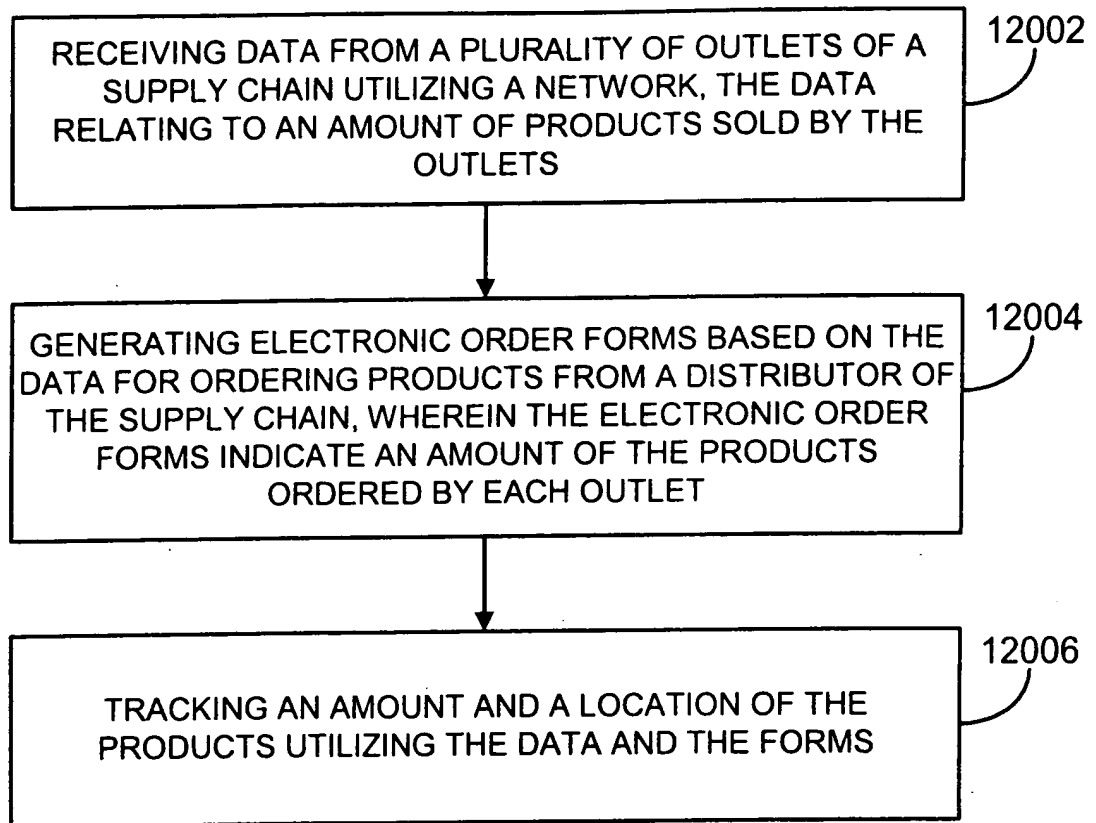 12002
RECEIVING DATA FROM A PLURALITY OF OUTLETS OF A
SUPPLY CHAIN UTILIZING A NETWORK, THE DATA
RELATING TO AN AMOUNT OF PRODUCTS SOLD BY THE
OUTLETS
12004
GENERATING ELECTRONIC ORDER FORMS BASED ON THE
DATA FOR ORDERING PRODUCTS FROM A DISTRIBUTOR OF
THE SUPPLY CHAIN, WHEREIN THE ELECTRONIC ORDER
FORMS INDICATE AN AMOUNT OF THE PRODUCTS
ORDERED BY EACH OUTLET
12006
TRACKING AN AMOUNT AND A LOCATION OF THE
PRODUCTS UTILIZING THE DATA AND THE FORMS